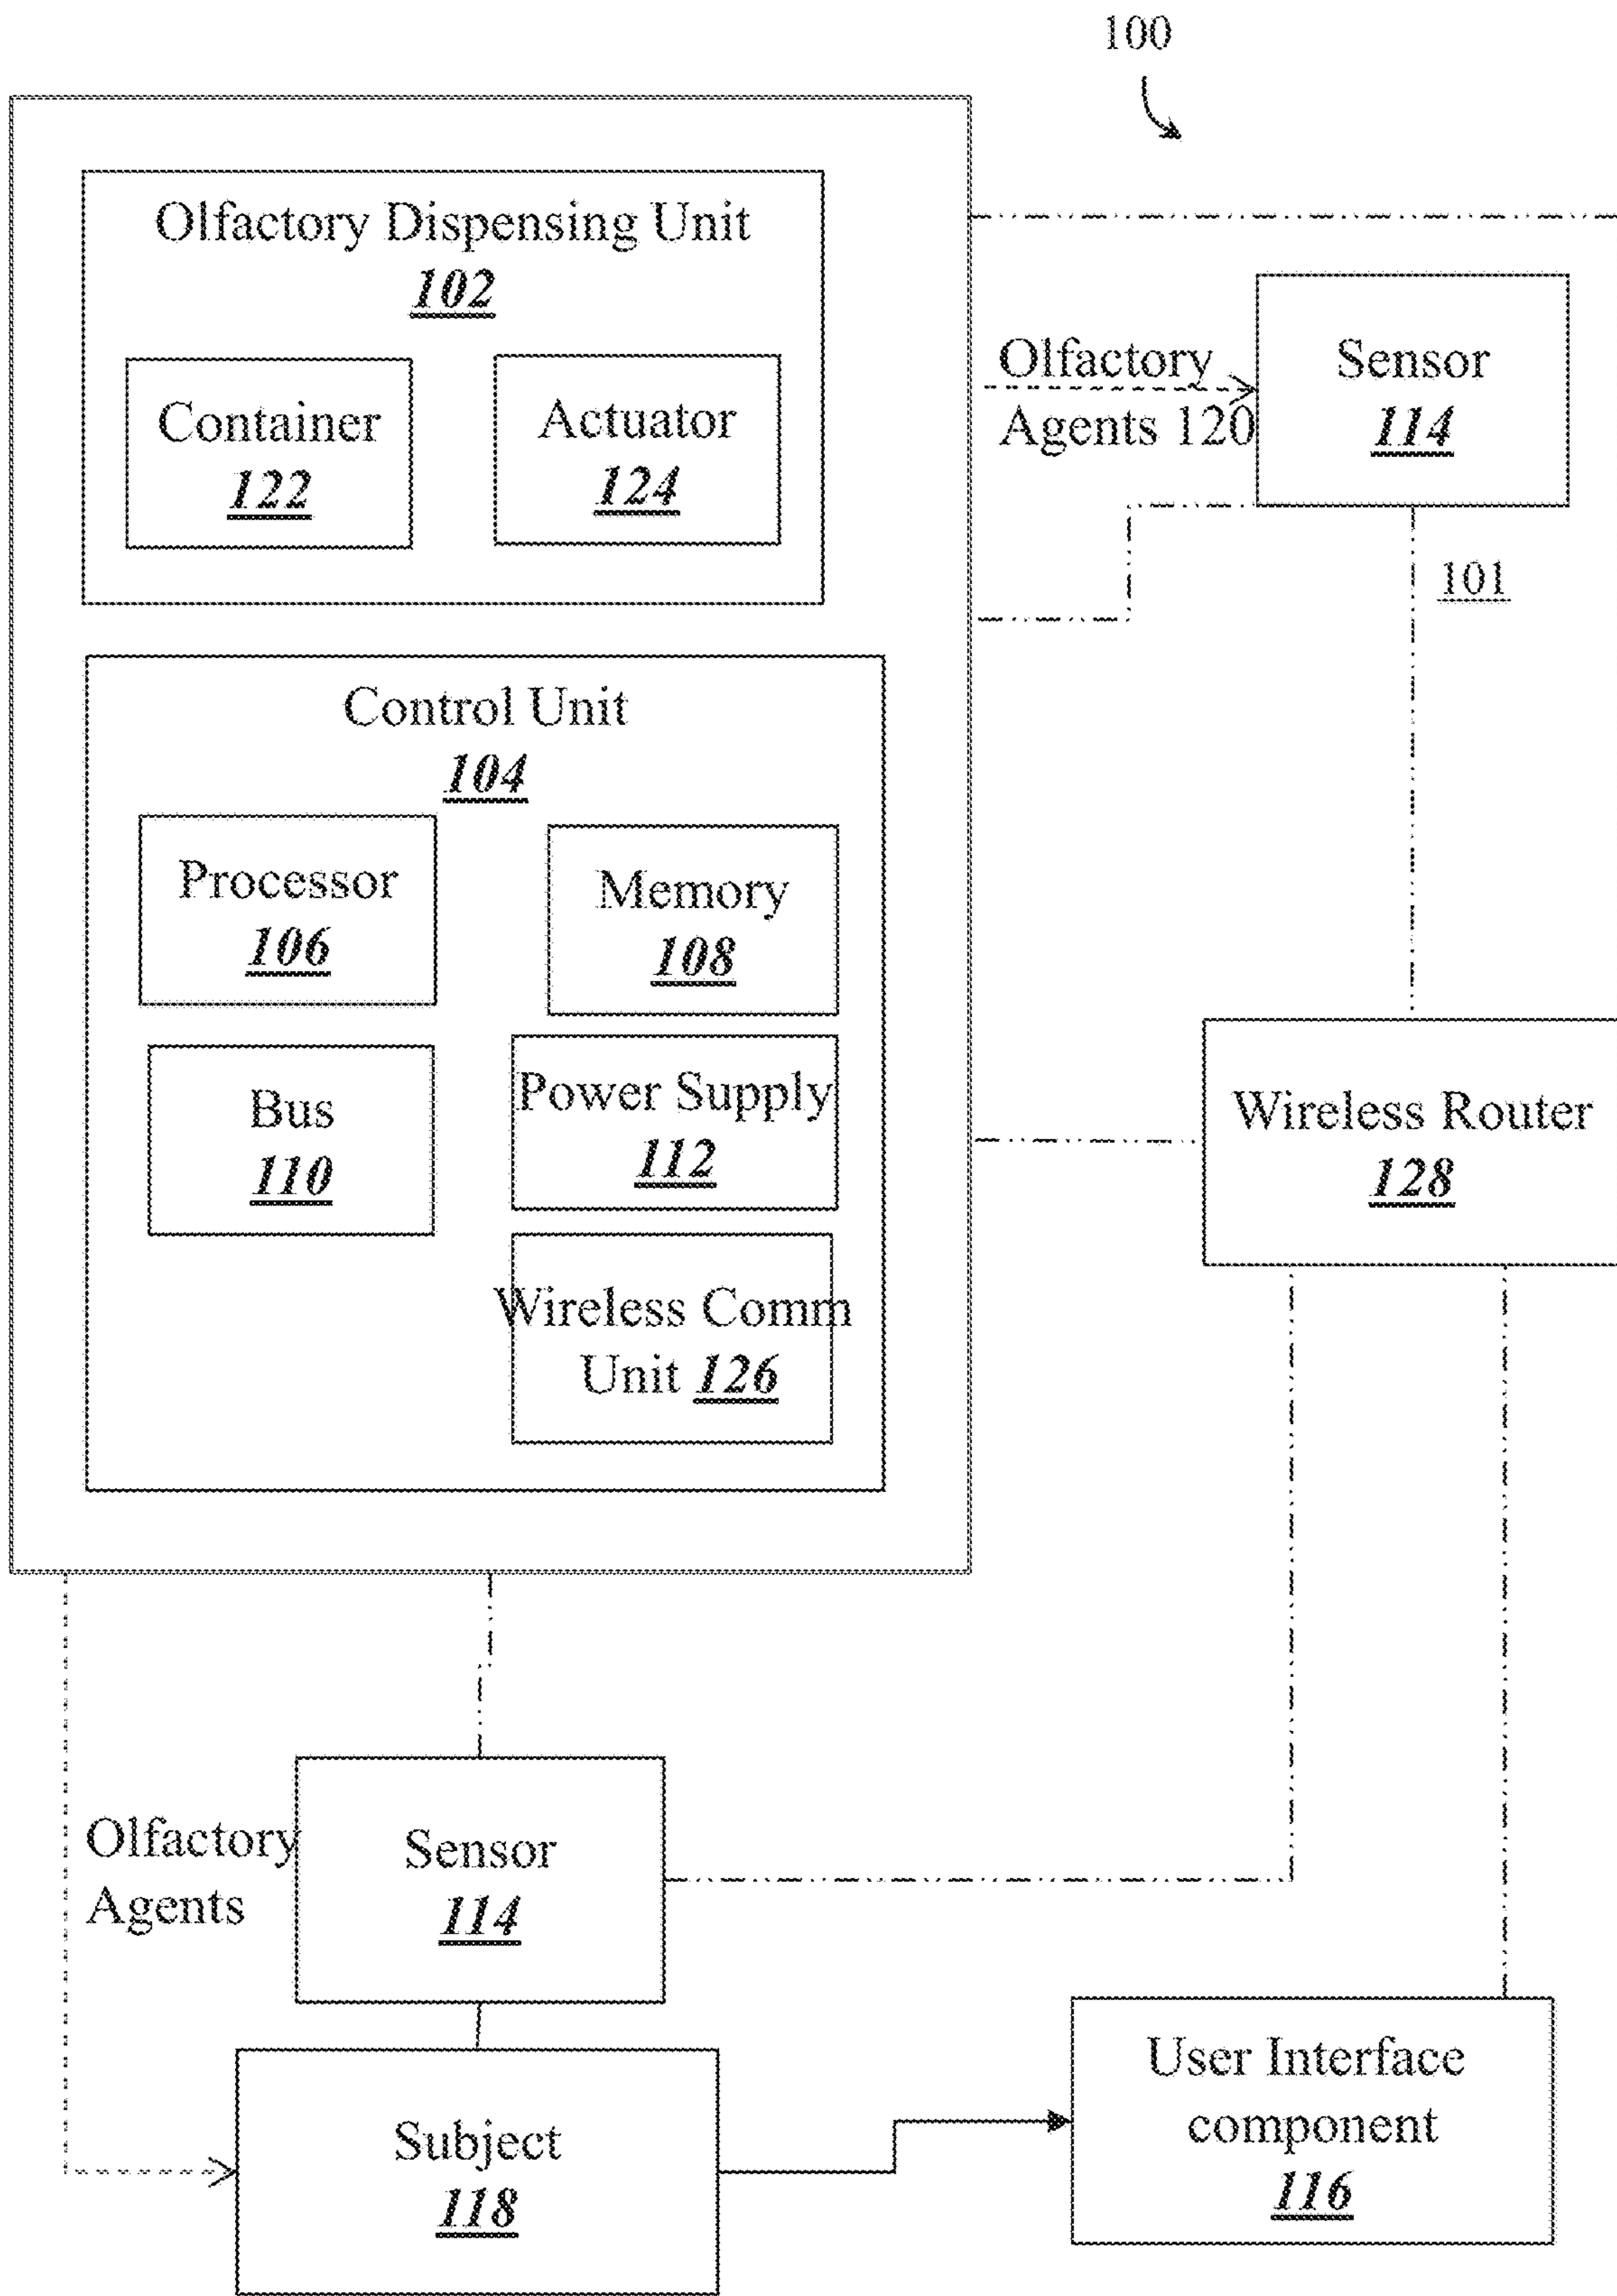 100
Olfactory Dispensing Unit
102
Container
122
Actuator
124
Olfactory
Agents 120
Sensor
114
101
Control Unit
104
Processor
106
Memory
108
Bus
110
Power Supply
112
Wireless Comm
Unit 126
Wireless Router
128
Olfactory
Agents
Sensor
114
Subject
118
User Interface
component
116